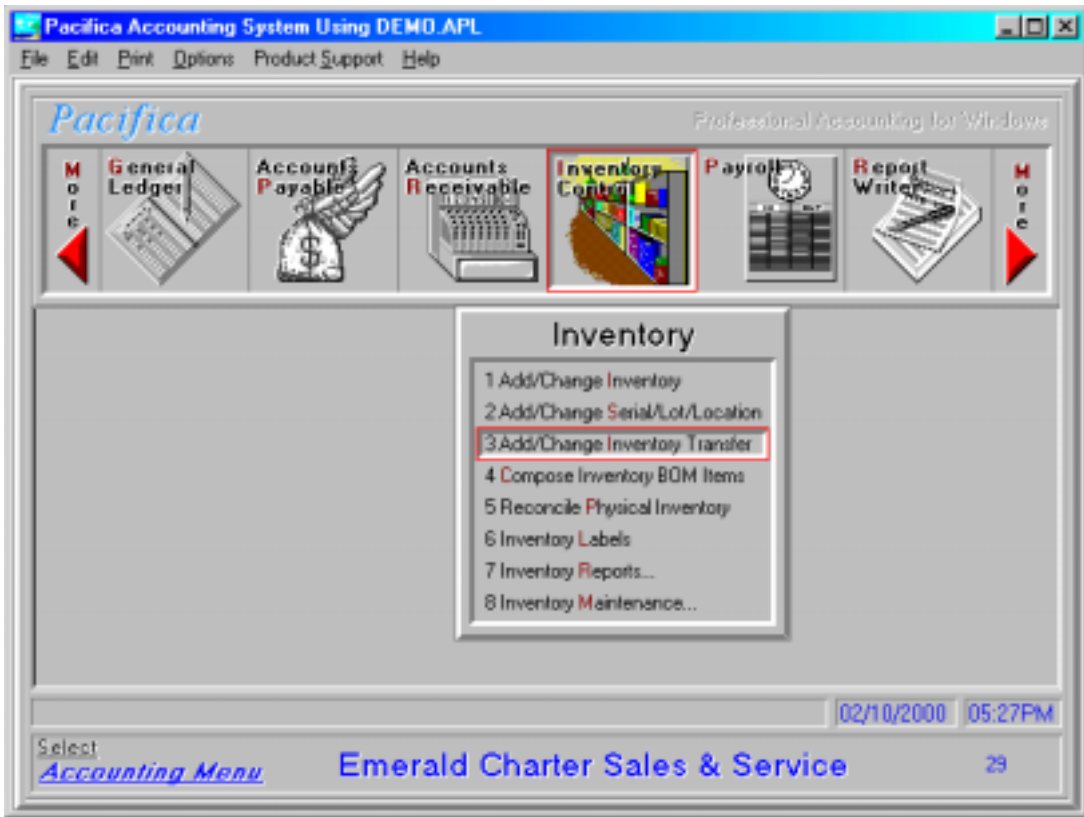 Pacifica Accounting System Using DEMO.APL
File Edit Print Options Product Support Help
Pacifica
Professional Accounting for Windows
More
General Ledger
Accounts Payable
Accounts Receivable
Inventory Control
Payroll
Report Writer
More
Inventory
1 Add/Change Inventory
2 Add/Change Serial/Lot/Location
3 Add/Change Inventory Transfer
4 Compose Inventory BOM Items
5 Reconcile Physical Inventory
6 Inventory Labels
7 Inventory Reports...
8 Inventory Maintenance...
02/10/2000 05:27PM
Select
Accounting Menu
Emerald Charter Sales & Service
29